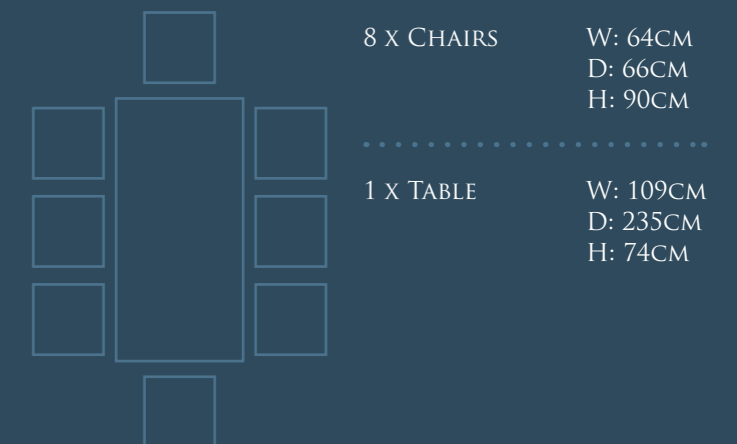 8 x Chairs W: 64cm
D: 66cm
H: 90cm
1 x Table W: 109cm
D: 235cm
H: 74cm